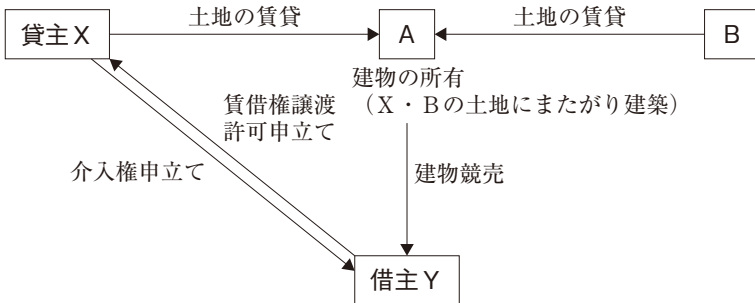 土地の賃貸
土地の賃貸
貸主X
A
B
建物の所有
(X・Bの土地にまたがり建築)
賃借権譲渡
許可申立て
介入権申立て
建物競売
借主Y